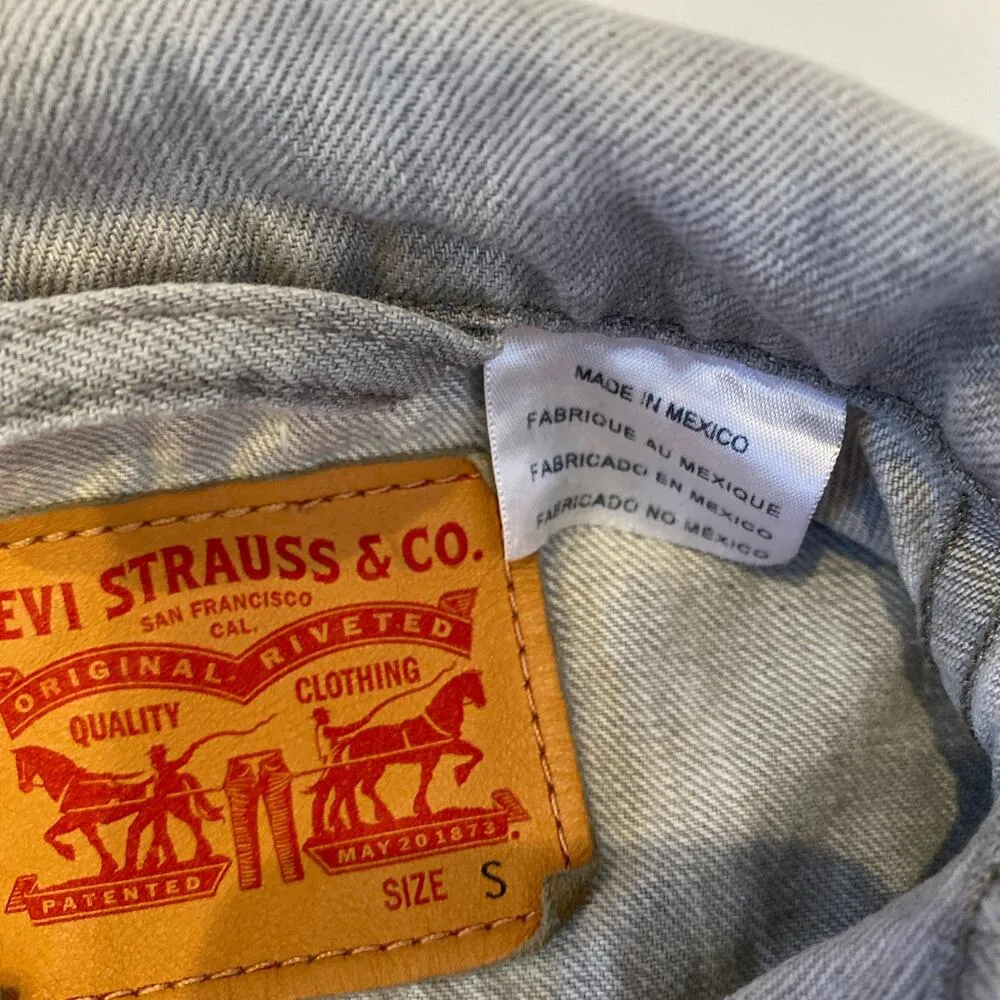 MADE IN MEXICO
FABRIQUE AU MEXIQUE
FABRICADO EN MEXICO
FABRICADO NO MÉXICO
EVI STRAUSS & CO.
SAN FRANCISCO
CAL.
ORIGINAL RIVETED
QUALITY CLOTHING
PATENTED MAY 20 1873.
SIZE S